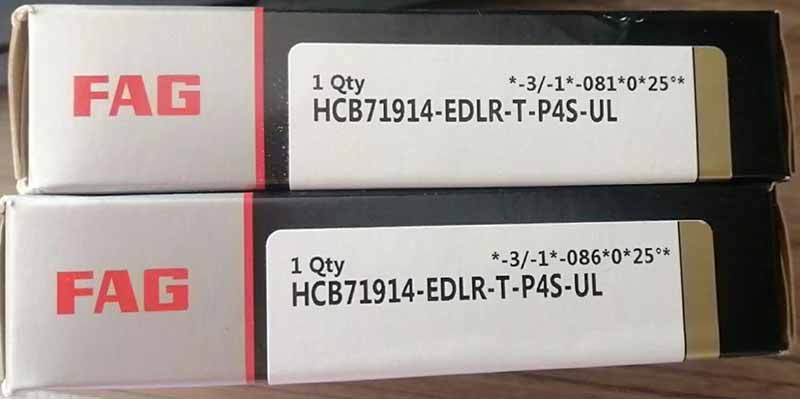 FAG
1 Qty *-3/-1*-081*0*25°*
HCB71914-EDLR-T-P4S-UL
FAG
1 Qty *-3/-1*-086*0*25°*
HCB71914-EDLR-T-P4S-UL